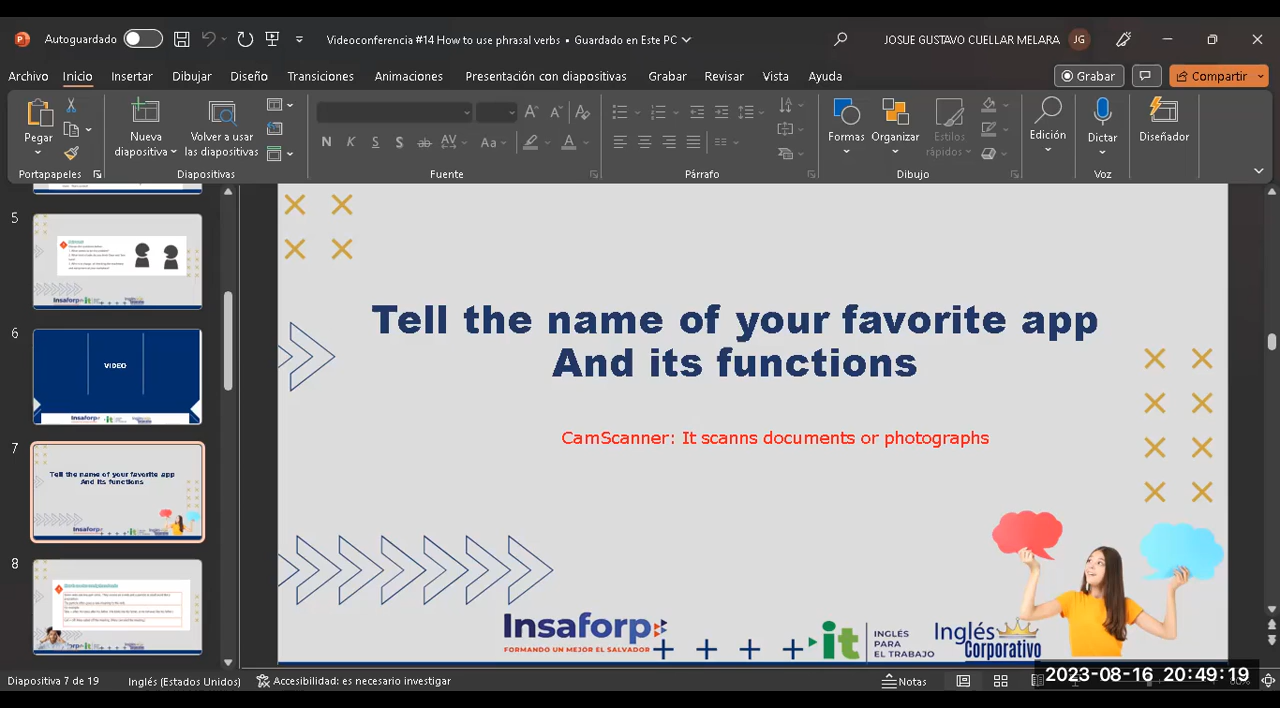 Autoguardado
Videoconferencia #14 How to use phrasal verbs • Guardado en Este PC
JOSUE GUSTAVO CUELLAR MELARA
JG
Archivo Inicio Insertar Dibujar Diseño Transiciones Animaciones Presentación con diapositivas Grabar Revisar Vista Ayuda
Grabar
Compartir
Pegar
Nueva diapositiva
Volver a usar las diapositivas
N K S S ab AV Aa A
Formas
Organizar
Estilos rápidos
Edición
Dictar
Diseñador
Portapapeles
Diapositivas
Fuente
Párrafo
Dibujo
Voz
5
Insaforp
6
VIDEO
Insaforp
7
Tell the name of your favorite app
And its functions
Insaforp
8
Tell the name of your favorite app
And its functions
CamScanner: It scanns documents or photographs
Insaforp
FORMANDO UN MEJOR EL SALVADOR
it
INGLÉS
PARA
EL TRABAJO
Inglés
Corporativo
Diapositiva 7 de 19
Inglés (Estados Unidos)
Accesibilidad: es necesario investigar
Notas
2023-08-16 20:49:19